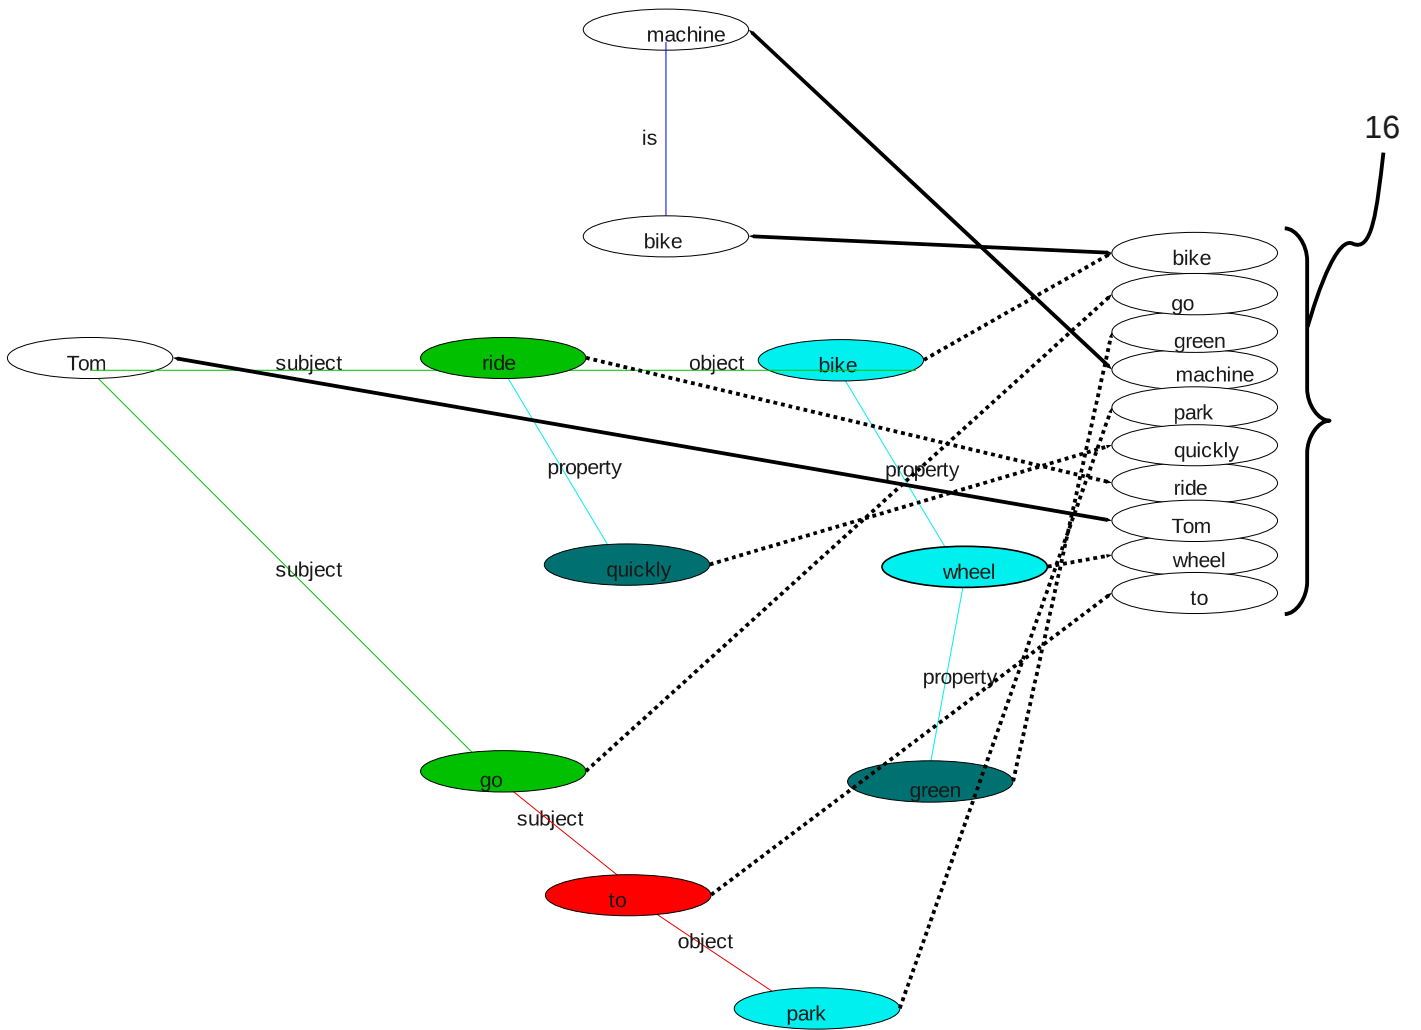 machine
16
is
bike
bike
go
green
Tom
subject
ride
object
bike
machine
park
quickly
property
property
ride
Tom
subject
quickly
wheel
wheel
to
property
go
green
subject
to
object
park